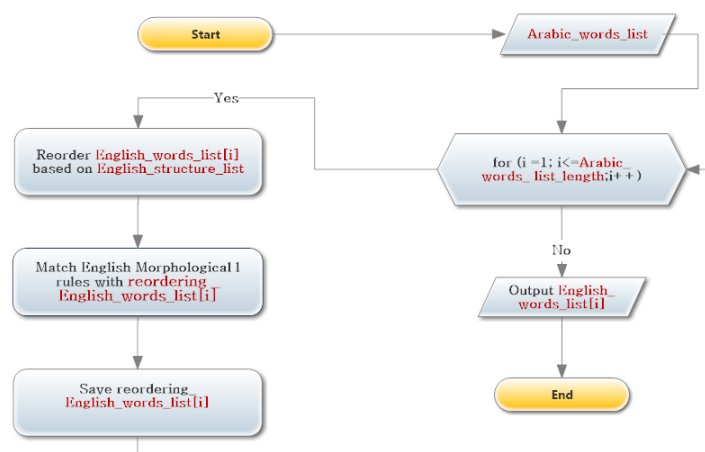 Start
Arabic_words_list
Yes
Reorder English_words_list[i]
based on English_structure_list
for (i =1; i<=Arabic_
words_ list_length;i++)
Match English Morphological l
rules with reordering_
English_words_list[i]
No
Output English_
words_list[i]
Save reordering_
English_words_list[i]
End